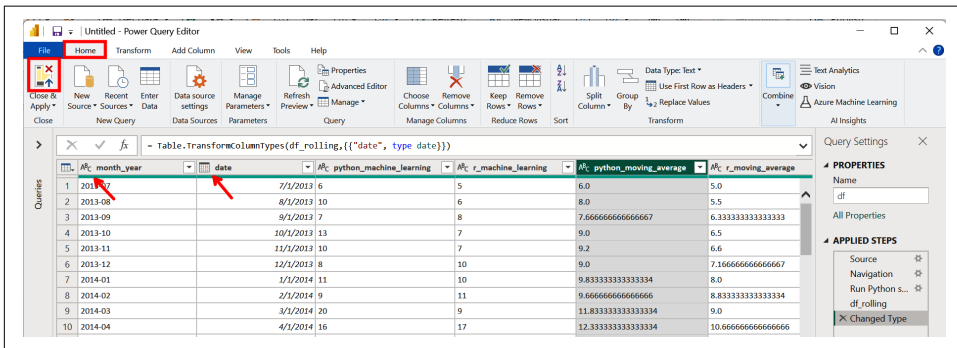 Untitled - Power Query Editor
File Home Transform Add Column View Tools Help
Close & Apply
New Source Recent Sources Enter Data
Data source settings
Manage Parameters
Refresh Preview
Properties
Advanced Editor
Manage
Choose Columns Remove Columns
Keep Rows Remove Rows
Split Column Group By
Data Type: Text
Use First Row as Headers
Replace Values
Combine
Text Analytics
Vision
Azure Machine Learning
Close New Query Data Sources Parameters Query Manage Columns Reduce Rows Sort Transform AI Insights
fx = Table.TransformColumnTypes(df_rolling,{{"date", type date}})
Queries
month_year date python_machine_learning r_machine_learning python_moving_average r_moving_average
1 2013-07 7/1/2013 6 5 6.0 5.0
2 2013-08 8/1/2013 10 6 8.0 5.5
3 2013-09 9/1/2013 7 8 7.666666666666667 6.333333333333333
4 2013-10 10/1/2013 13 7 9.0 6.5
5 2013-11 11/1/2013 10 7 9.2 6.6
6 2013-12 12/1/2013 8 10 9.0 7.166666666666667
7 2014-01 1/1/2014 11 10 9.833333333333334 8.0
8 2014-02 2/1/2014 9 11 9.666666666666666 8.833333333333334
9 2014-03 3/1/2014 20 9 11.833333333333334 9.0
10 2014-04 4/1/2014 16 17 12.333333333333334 10.666666666666666
Query Settings
PROPERTIES
Name
df
All Properties
APPLIED STEPS
Source
Navigation
Run Python s...
df_rolling
Changed Type